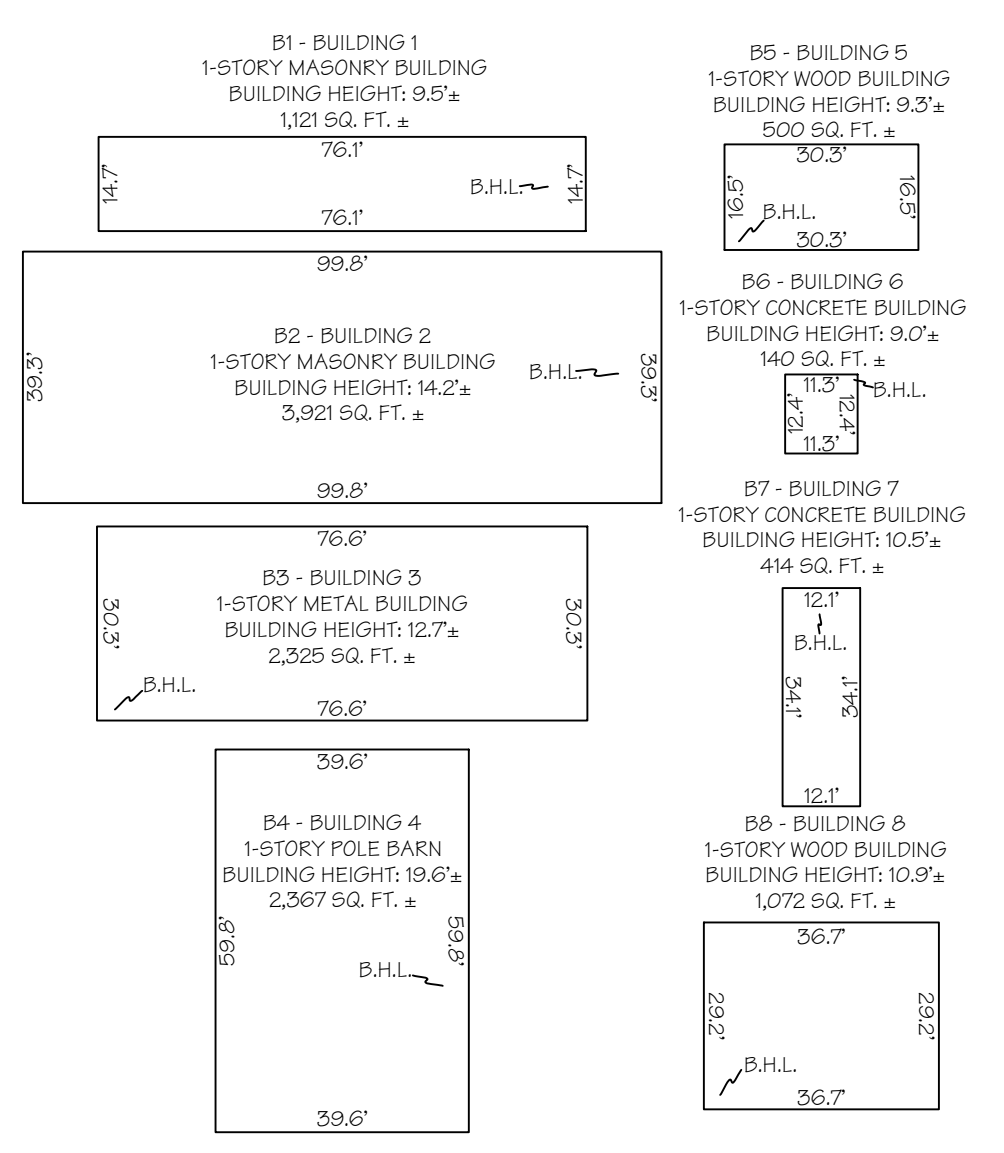 B1 - BUILDING 1
1-STORY MASONRY BUILDING
BUILDING HEIGHT: 9.5'±
1,121 SQ. FT. ±
76.1'
14.7'
B.H.L.
14.7'
76.1'
99.8'
B2 - BUILDING 2
1-STORY MASONRY BUILDING
BUILDING HEIGHT: 14.2'±
3,921 SQ. FT. ±
39.3'
B.H.L.
39.3'
99.8'
76.6'
B3 - BUILDING 3
1-STORY METAL BUILDING
BUILDING HEIGHT: 12.7'±
2,325 SQ. FT. ±
30.3'
30.3'
B.H.L.
76.6'
39.6'
B4 - BUILDING 4
1-STORY POLE BARN
BUILDING HEIGHT: 19.6'±
2,367 SQ. FT. ±
59.8'
59.8'
B.H.L.
39.6'
B5 - BUILDING 5
1-STORY WOOD BUILDING
BUILDING HEIGHT: 9.3'±
500 SQ. FT. ±
30.3'
16.5'
16.5'
B.H.L.
30.3'
B6 - BUILDING 6
1-STORY CONCRETE BUILDING
BUILDING HEIGHT: 9.0'±
140 SQ. FT. ±
11.3'
B.H.L.
12.4'
12.4'
11.3'
B7 - BUILDING 7
1-STORY CONCRETE BUILDING
BUILDING HEIGHT: 10.5'±
414 SQ. FT. ±
12.1'
B.H.L.
34.1'
34.1'
12.1'
B8 - BUILDING 8
1-STORY WOOD BUILDING
BUILDING HEIGHT: 10.9'±
1,072 SQ. FT. ±
36.7'
29.2'
29.2'
B.H.L.
36.7'